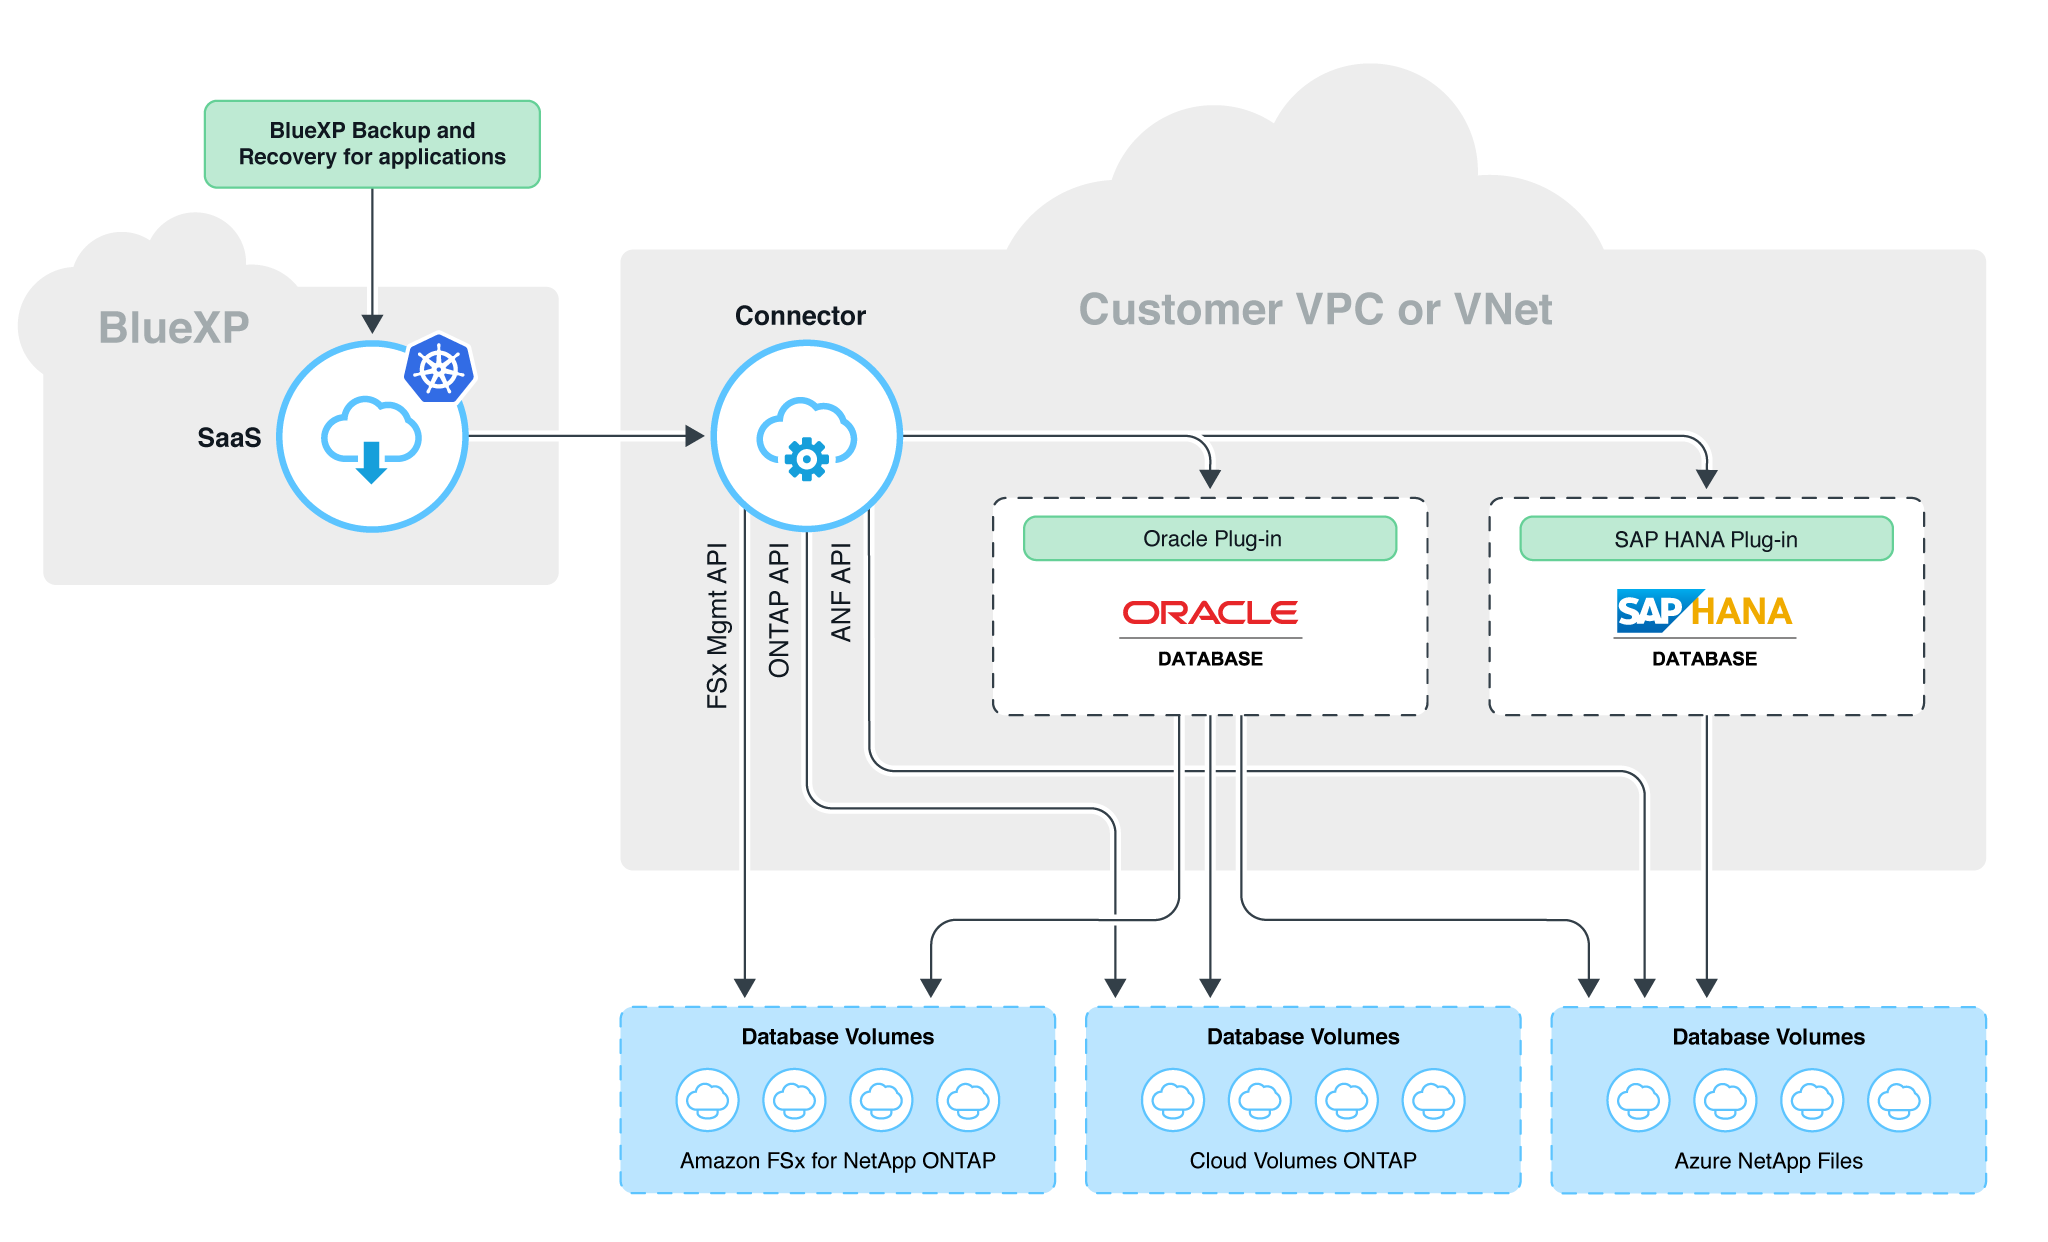 BlueXP Backup and
Recovery for applications
BlueXP
SaaS
Customer VPC or VNet
Connector
FSx Mgmt API
ONTAP API
ANF API
Oracle Plug-in
ORACLE
DATABASE
SAP HANA Plug-in
SAP HANA
DATABASE
Database Volumes
Amazon FSx for NetApp ONTAP
Database Volumes
Cloud Volumes ONTAP
Database Volumes
Azure NetApp Files